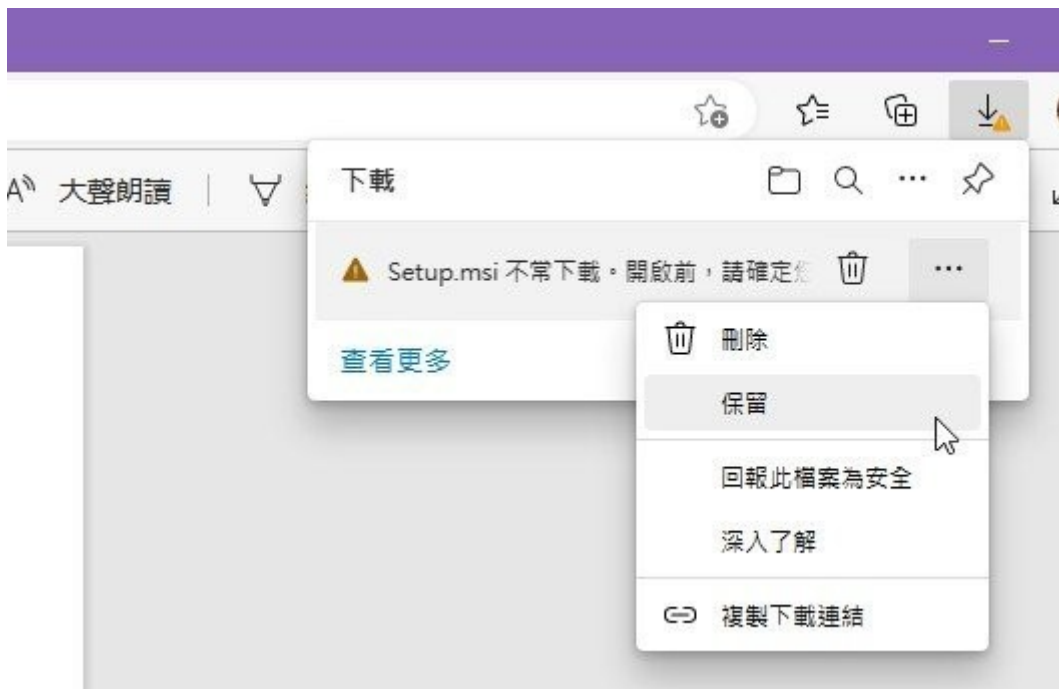 A 大聲朗讀
下載
Setup.msi 不常下載。開啟前，請確定
查看更多
刪除
保留
回報此檔案為安全
深入了解
複製下載連結